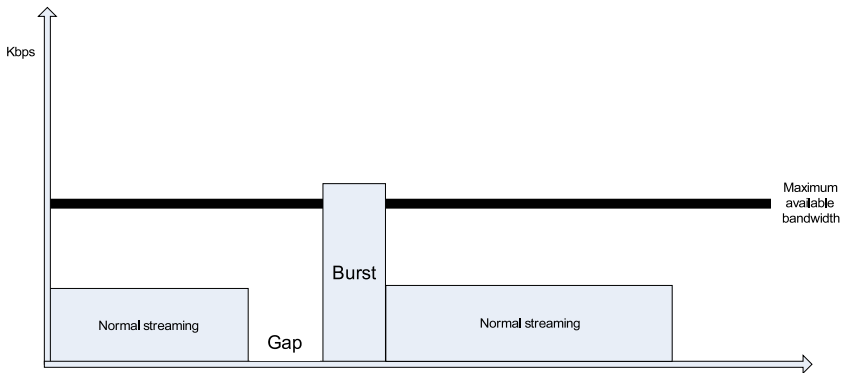 Kbps
Maximum
available
bandwidth
Burst
Normal streaming
Gap
Normal streaming